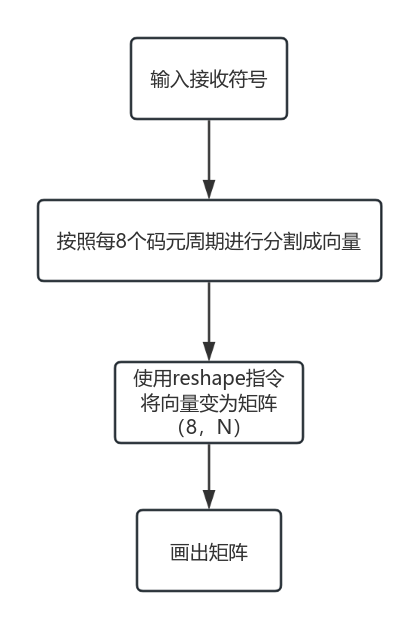 输入接收符号
按照每8个码元周期进行分割成向量
使用reshape指令
将向量变为矩阵
（8，N）
画出矩阵